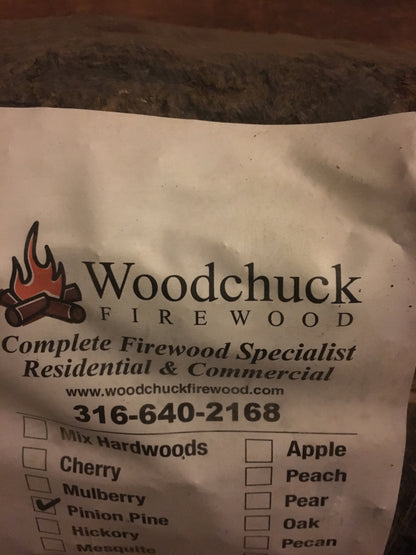 Woodchuck
FIREWOOD
Complete Firewood Specialist
Residential & Commercial
www.woodchuckfirewood.com
316-640-2168
Mix Hardwoods
Cherry
Mulberry
Pinion Pine
Hickory
Mesquite
Apple
Peach
Pear
Oak
Pecan